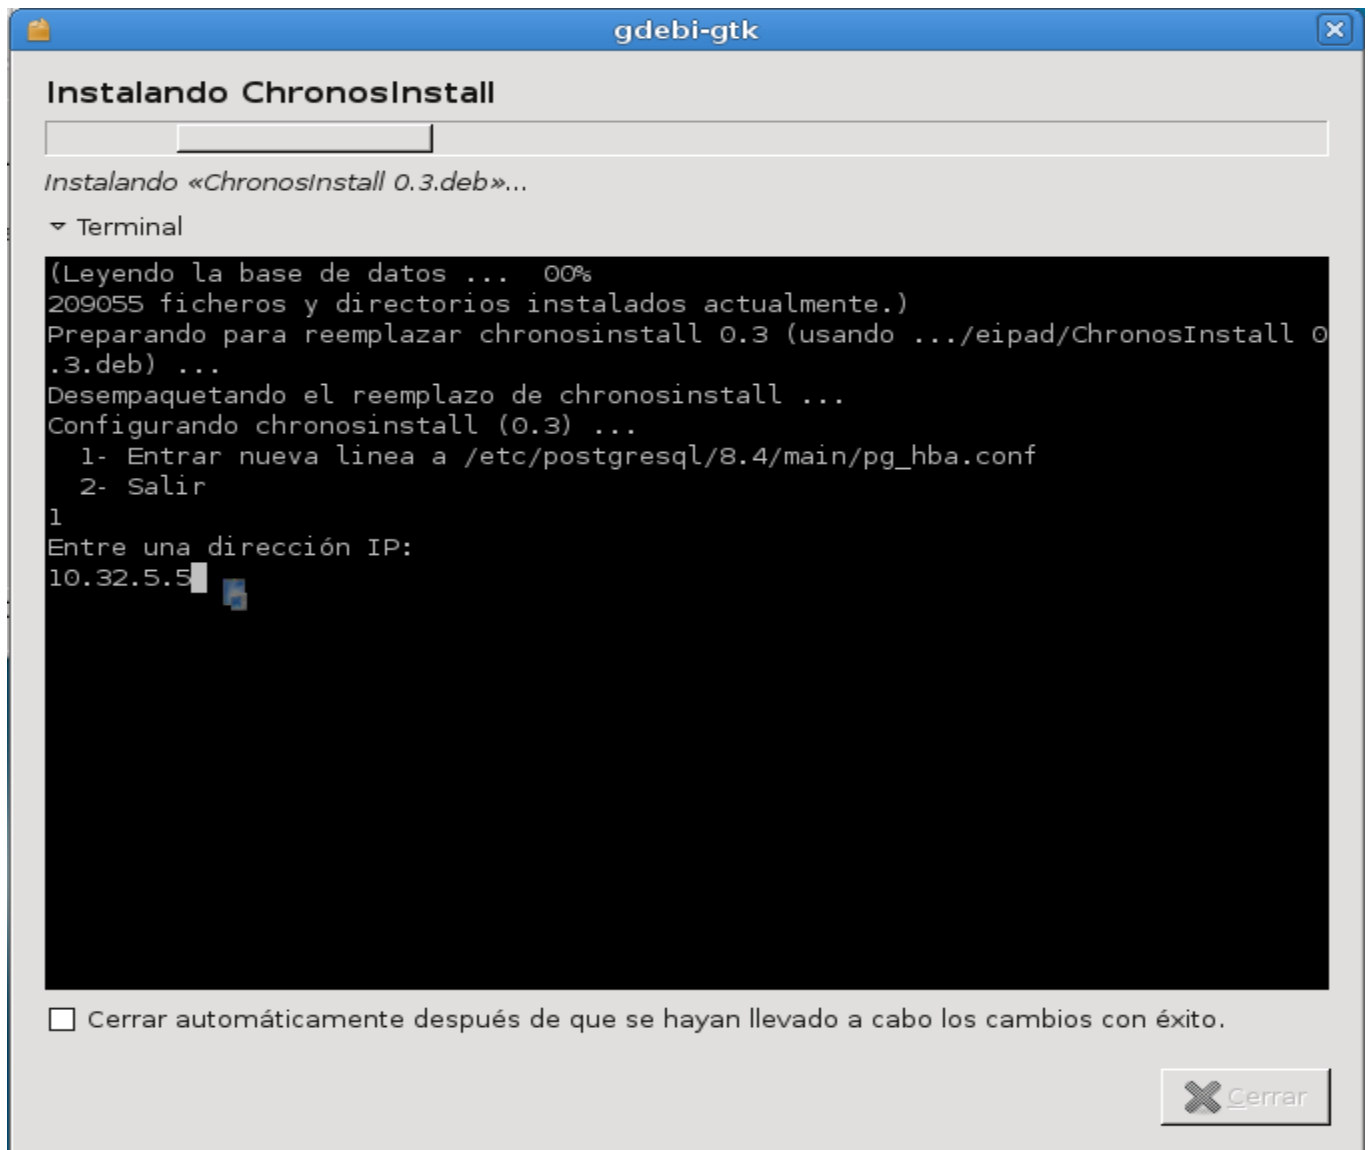 gdebi-gtk
Instalando ChronosInstall
Instalando «ChronosInstall 0.3.deb»...
Terminal
(Leyendo la base de datos ...  00%
209055 ficheros y directorios instalados actualmente.)
Preparando para reemplazar chronosinstall 0.3 (usando .../eipad/ChronosInstall 0
.3.deb) ...
Desempaquetando el reemplazo de chronosinstall ...
Configurando chronosinstall (0.3) ...
  1- Entrar nueva linea a /etc/postgresql/8.4/main/pg_hba.conf
  2- Salir
1
Entre una dirección IP:
10.32.5.5
Cerrar automáticamente después de que se hayan llevado a cabo los cambios con éxito.
Cerrar